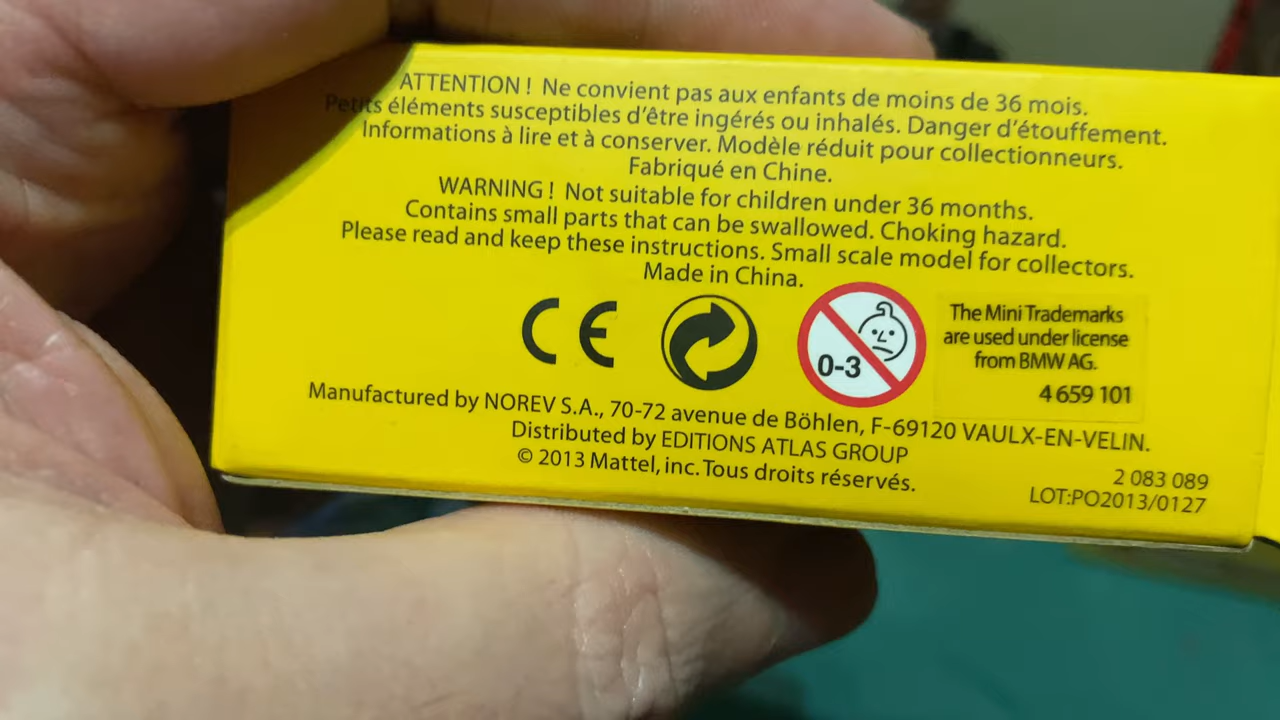 ATTENTION ! Ne convient pas aux enfants de moins de 36 mois.
Petits éléments susceptibles d'être ingérés ou inhalés. Danger d'étouffement.
Informations à lire et à conserver. Modèle réduit pour collectionneurs.
Fabriqué en Chine.
WARNING ! Not suitable for children under 36 months.
Contains small parts that can be swallowed. Choking hazard.
Please read and keep these instructions. Small scale model for collectors.
Made in China.
CE
0-3
The Mini Trademarks
are used under license
from BMW AG.
4 659 101
Manufactured by NOREV S.A., 70-72 avenue de Böhlen, F-69120 VAULX-EN-VELIN.
Distributed by EDITIONS ATLAS GROUP
© 2013 Mattel, inc. Tous droits réservés.
2 083 089
LOT:PO2013/0127